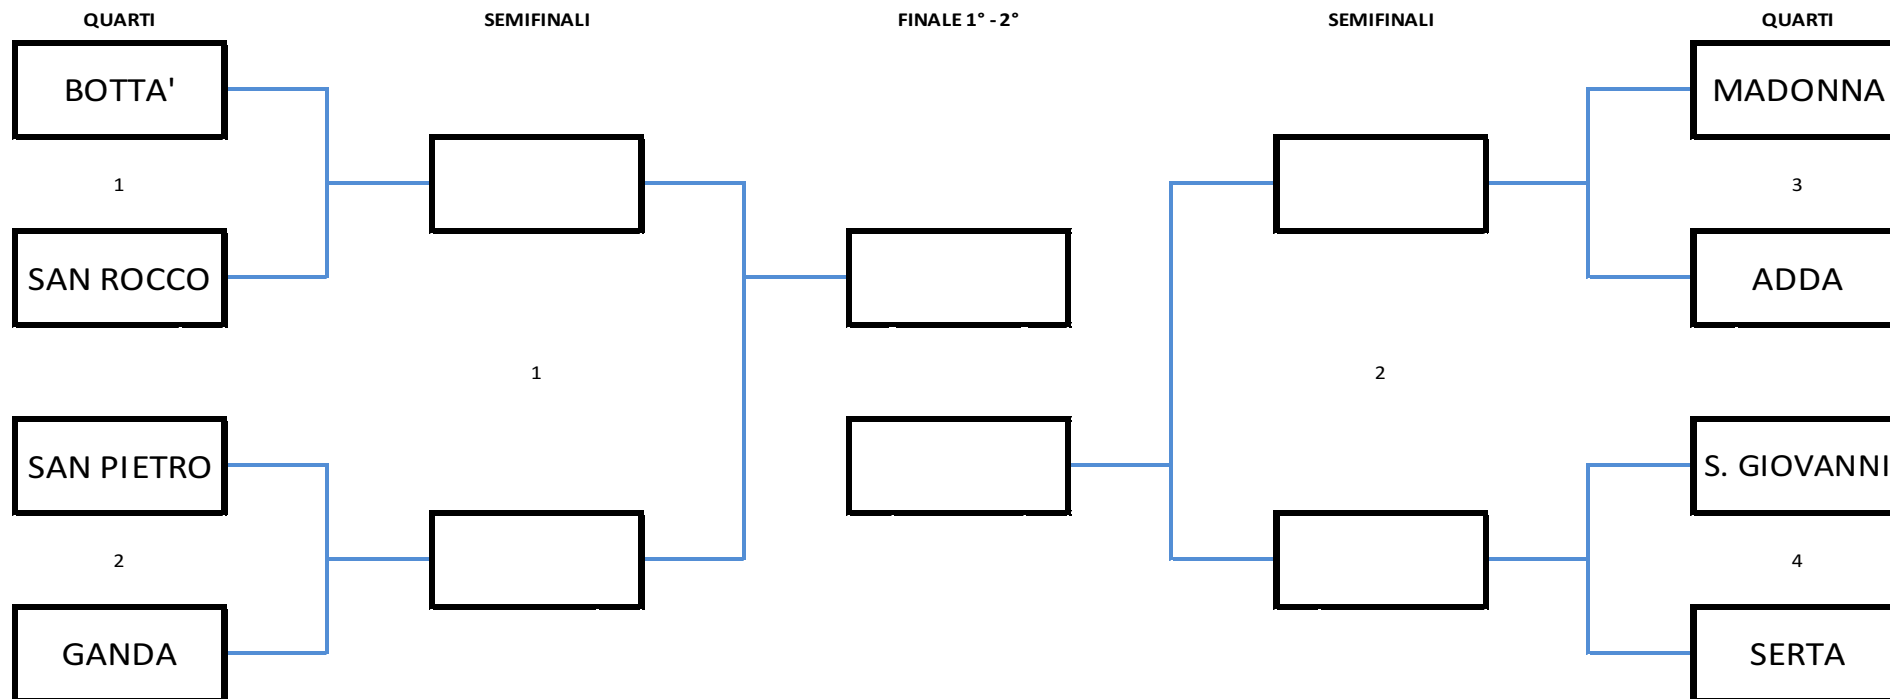 QUARTI SEMIFINALI FINALE 1° - 2° SEMIFINALI QUARTI
BOTTA' MADONNA
1 3
SAN ROCCO ADDA
1 2
SAN PIETRO S. GIOVANNI
2 4
GANDA SERTA